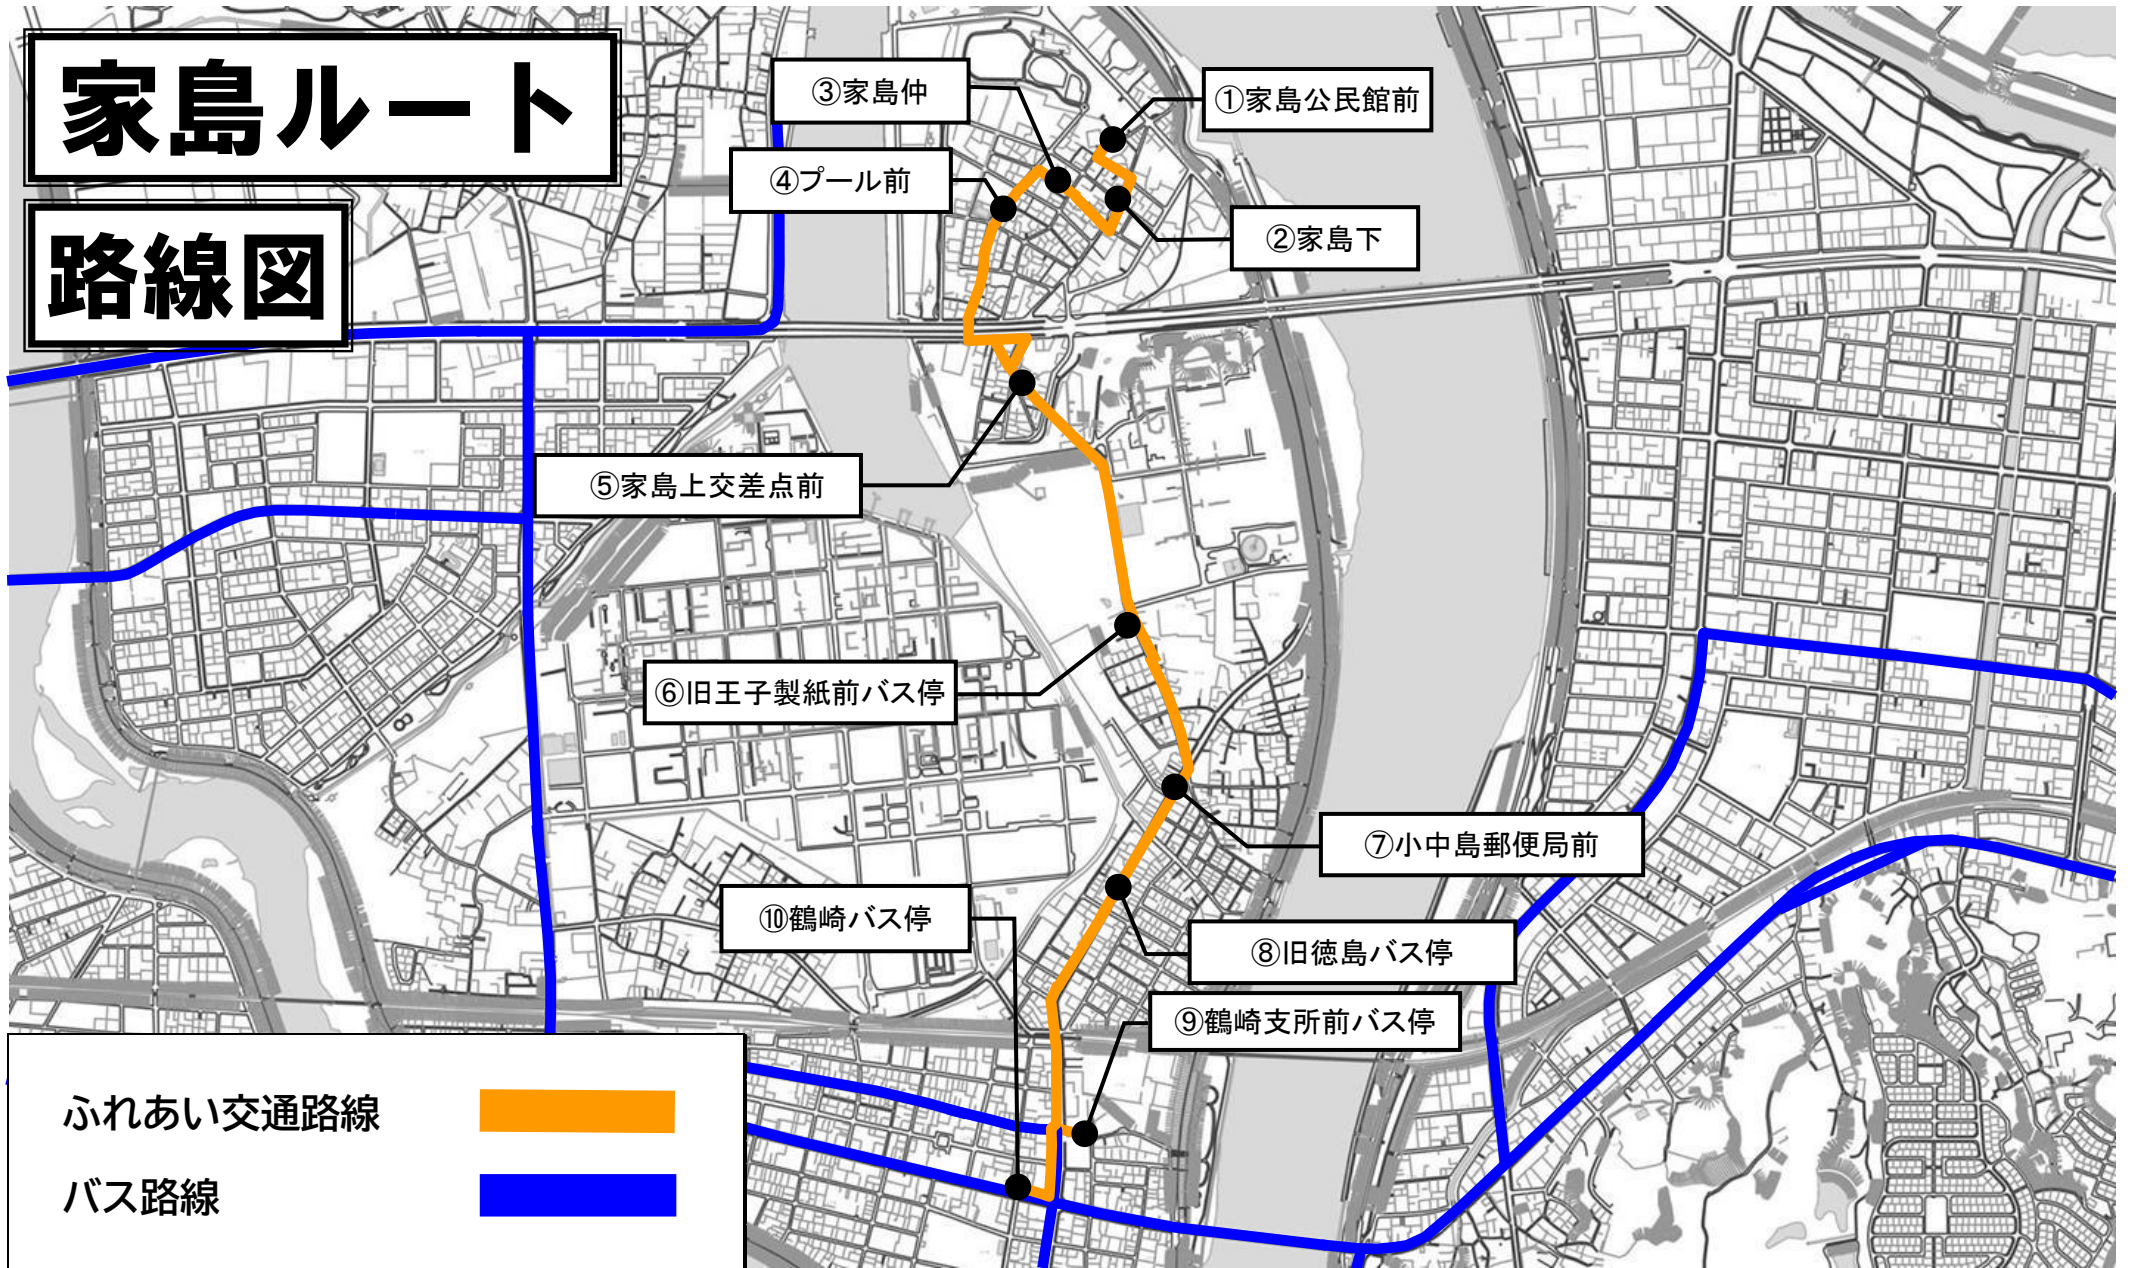 家島ルート
路線図
③家島仲
①家島公民館前
④プール前
②家島下
⑤家島上交差点前
⑥旧王子製紙前バス停
⑦小中島郵便局前
⑩鶴崎バス停
⑧旧徳島バス停
⑨鶴崎支所前バス停
ふれあい交通路線
バス路線